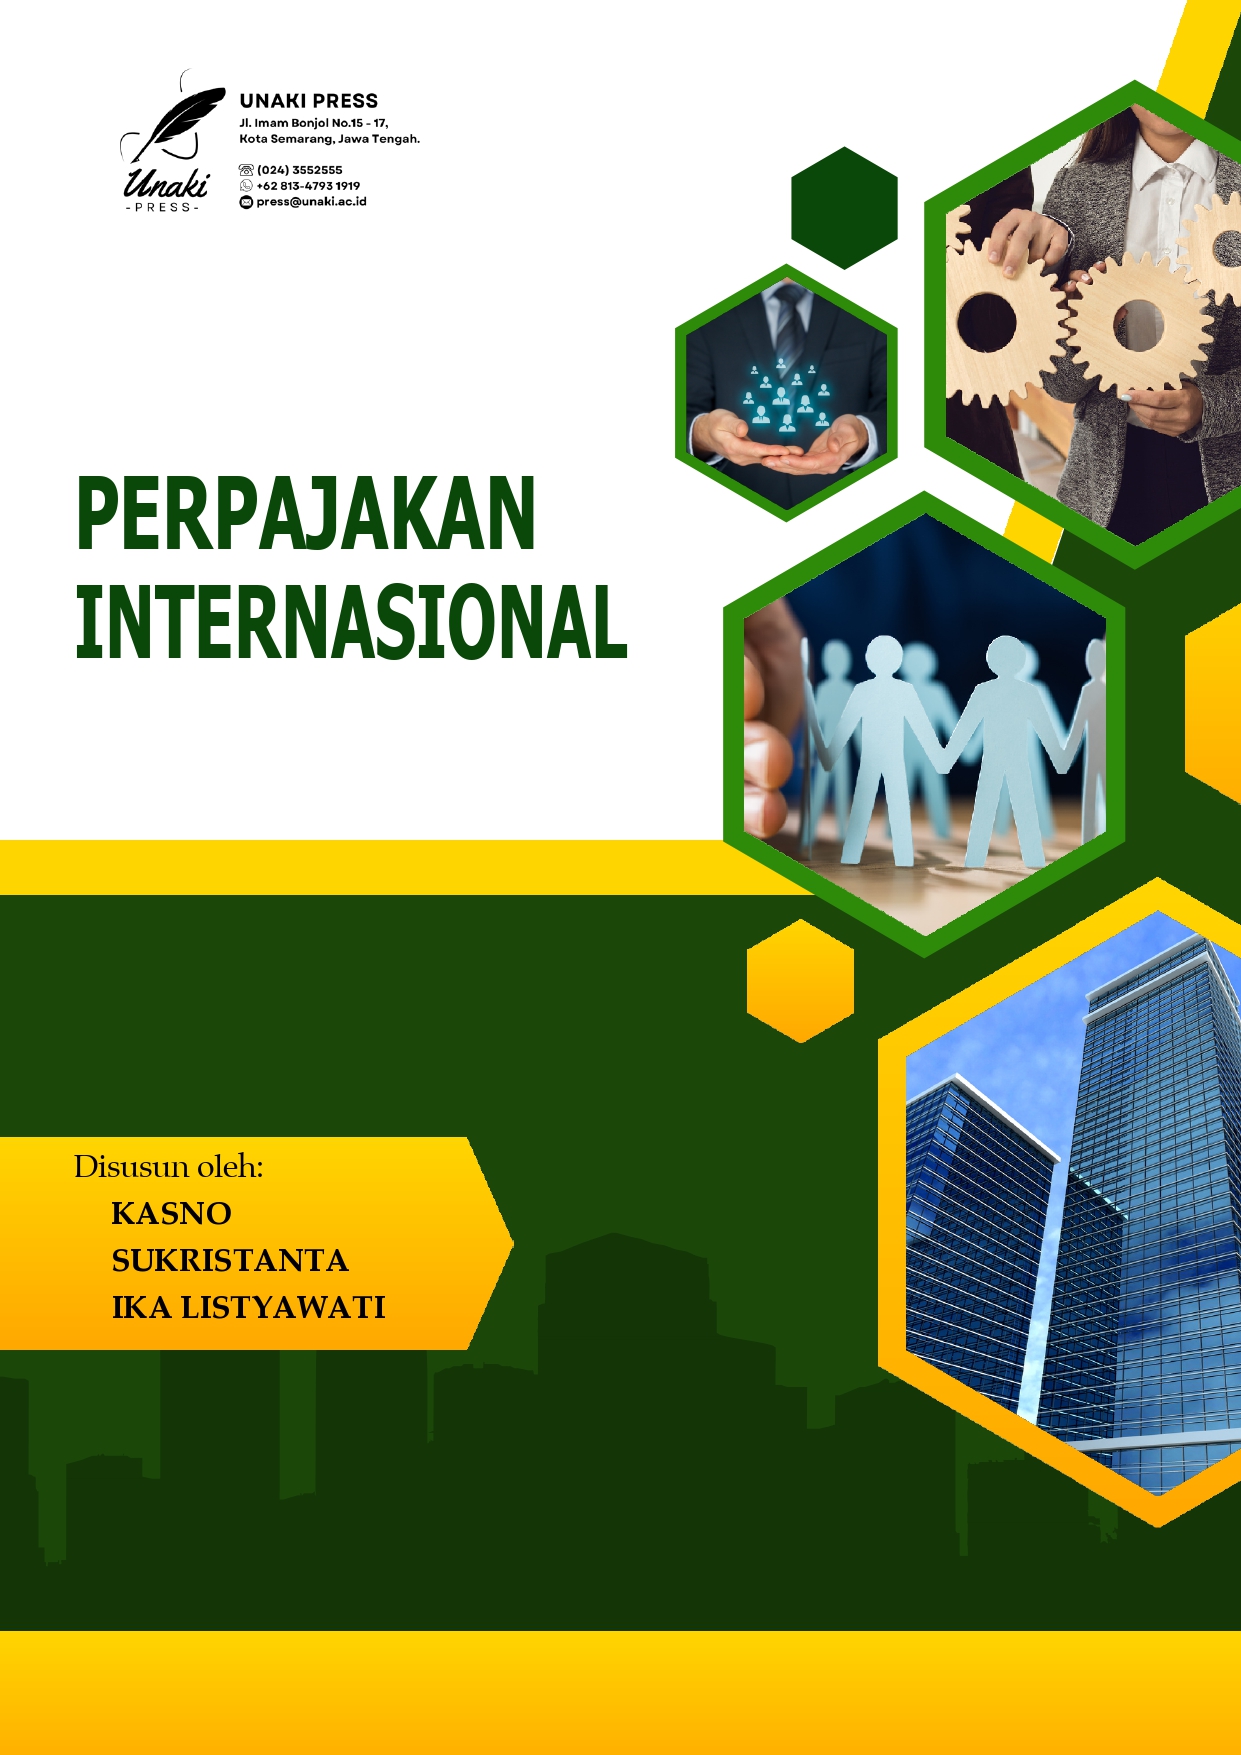 UNAKI PRESS
Jl. Imam Bonjol No.15 - 17,
Kota Semarang, Jawa Tengah.
(024) 3552555
+62 813-4793 1919
press@unaki.ac.id
Unaki
-PRESS-
PERPAJAKAN
INTERNASIONAL
Disusun oleh:
KASNO
SUKRISTANTA
IKA LISTYAWATI